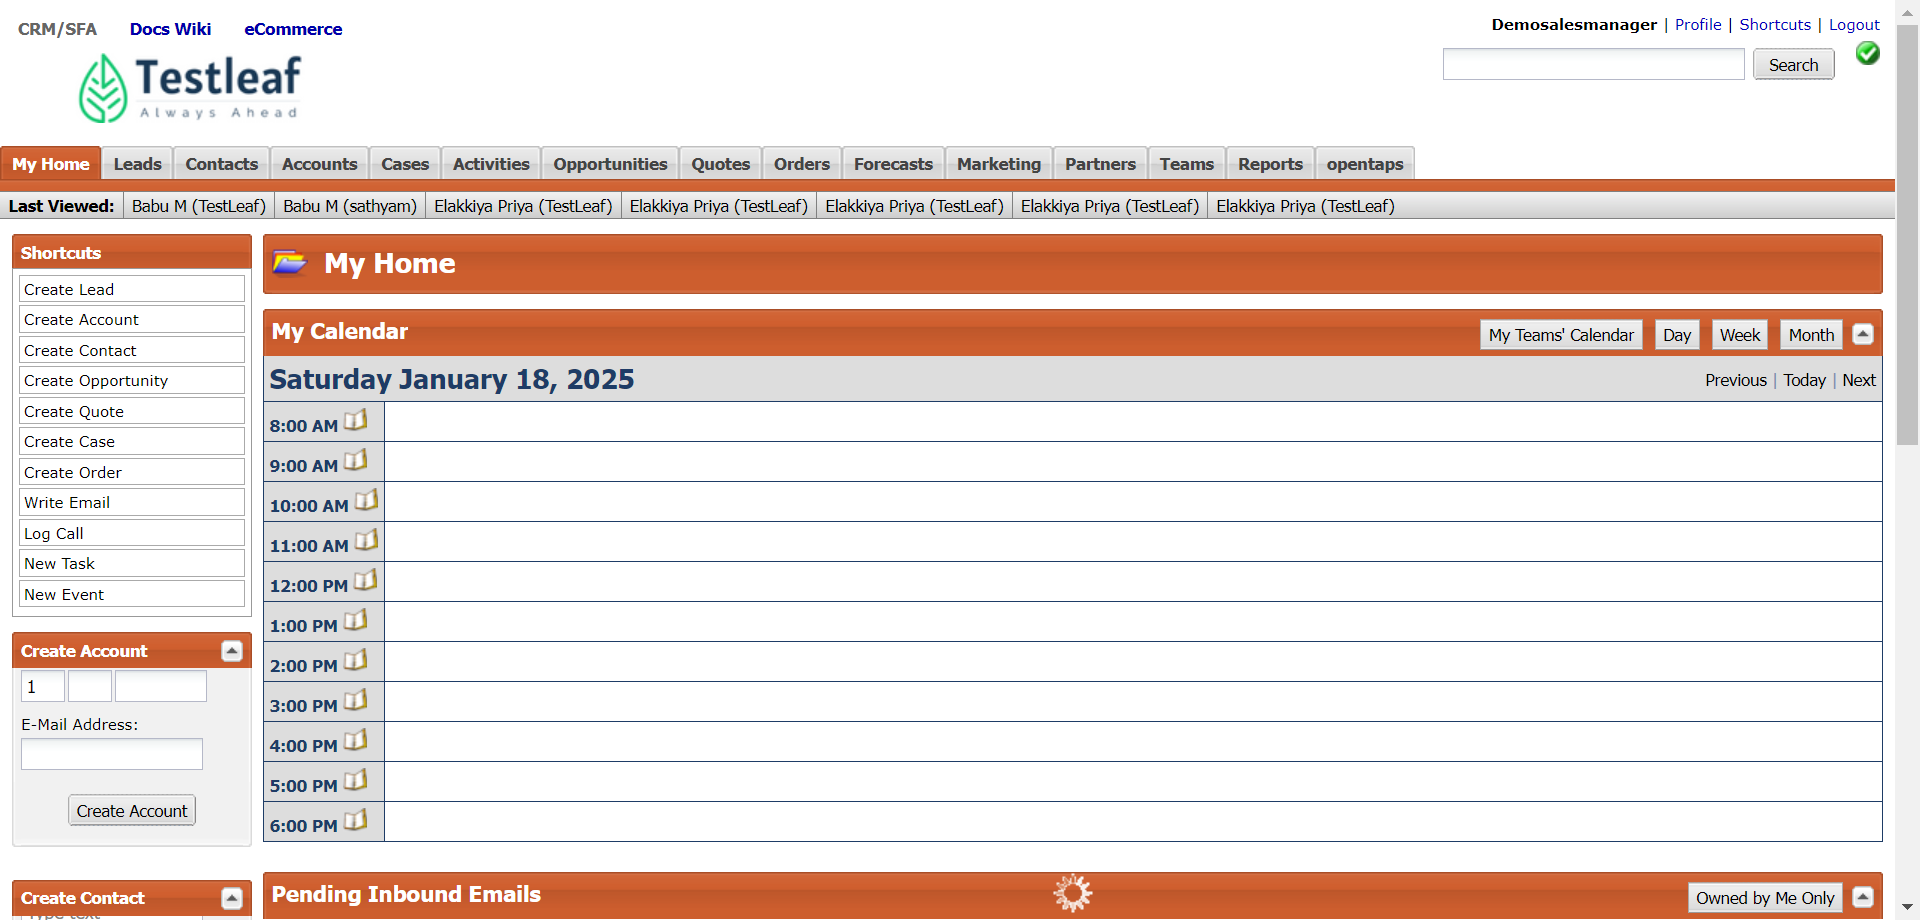 CRM/SFA Docs Wiki eCommerce
Demosalesmanager | Profile | Shortcuts | Logout
Search
Testleaf
Always Ahead
My Home Leads Contacts Accounts Cases Activities Opportunities Quotes Orders Forecasts Marketing Partners Teams Reports opentaps
Last Viewed: Babu M (TestLeaf) Babu M (sathyam) Elakkiya Priya (TestLeaf) Elakkiya Priya (TestLeaf) Elakkiya Priya (TestLeaf) Elakkiya Priya (TestLeaf) Elakkiya Priya (TestLeaf)
Shortcuts
Create Lead
Create Account
Create Contact
Create Opportunity
Create Quote
Create Case
Create Order
Write Email
Log Call
New Task
New Event
Create Account
1
E-Mail Address:
Create Account
Create Contact
My Home
My Calendar
My Teams' Calendar Day Week Month
Saturday January 18, 2025
Previous | Today | Next
8:00 AM
9:00 AM
10:00 AM
11:00 AM
12:00 PM
1:00 PM
2:00 PM
3:00 PM
4:00 PM
5:00 PM
6:00 PM
Pending Inbound Emails
Owned by Me Only